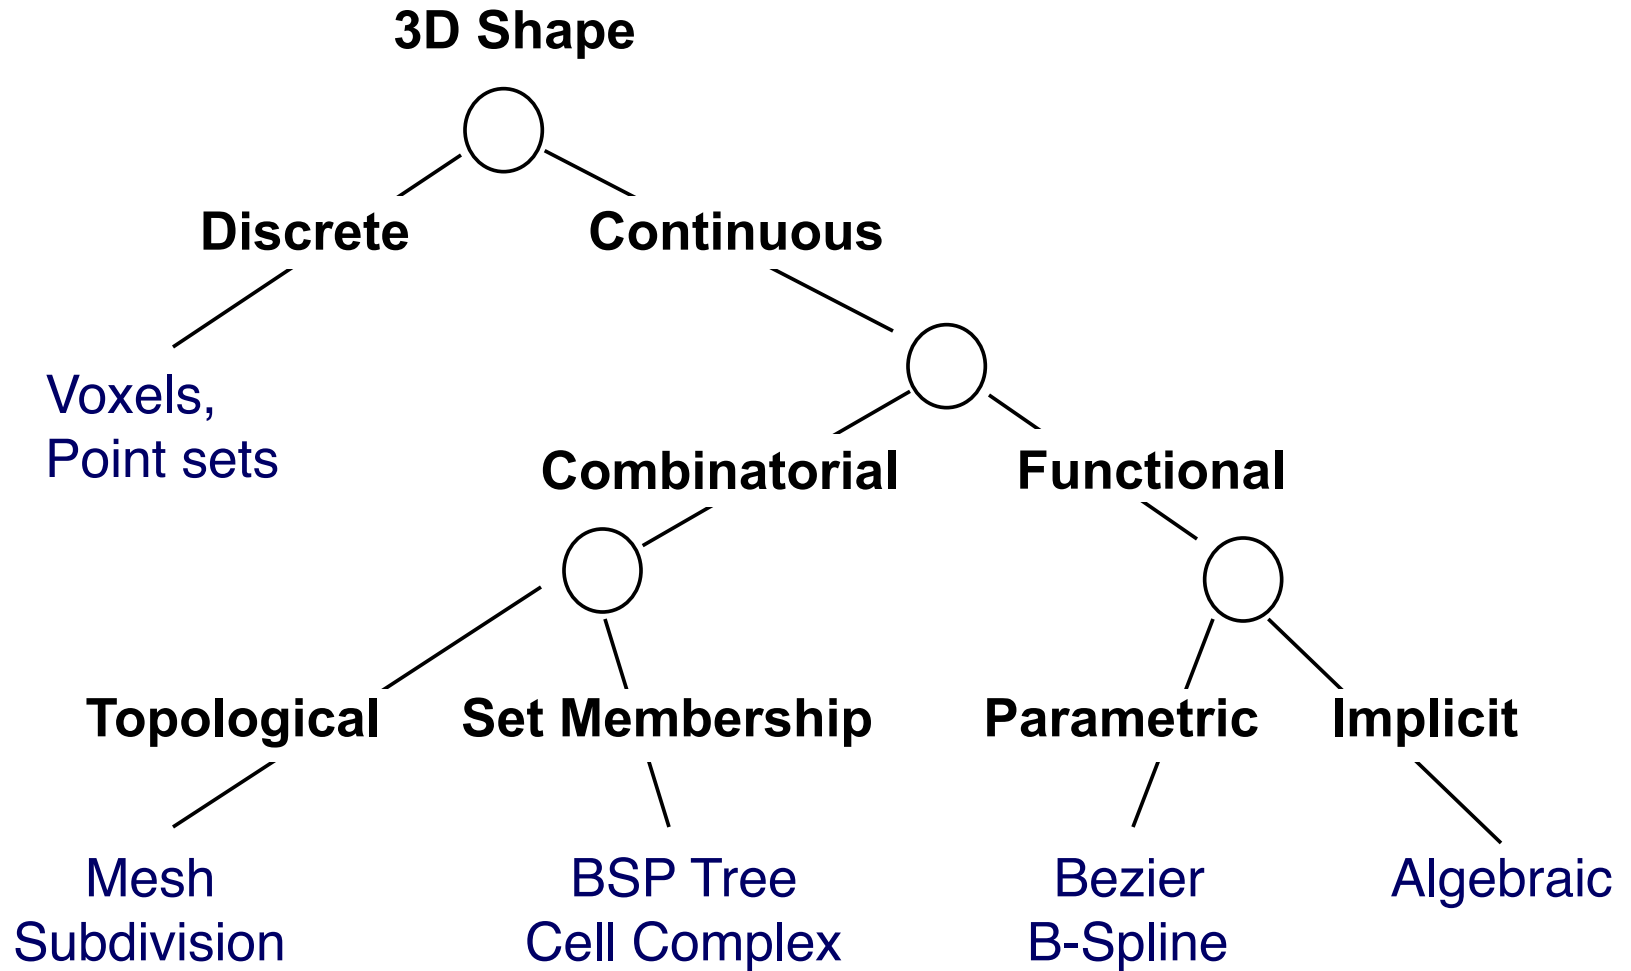 3D Shape
Discrete
Continuous
Voxels,
Point sets
Combinatorial
Functional
Topological
Set Membership
Parametric
Implicit
Mesh
Subdivision
BSP Tree
Cell Complex
Bezier
B-Spline
Algebraic